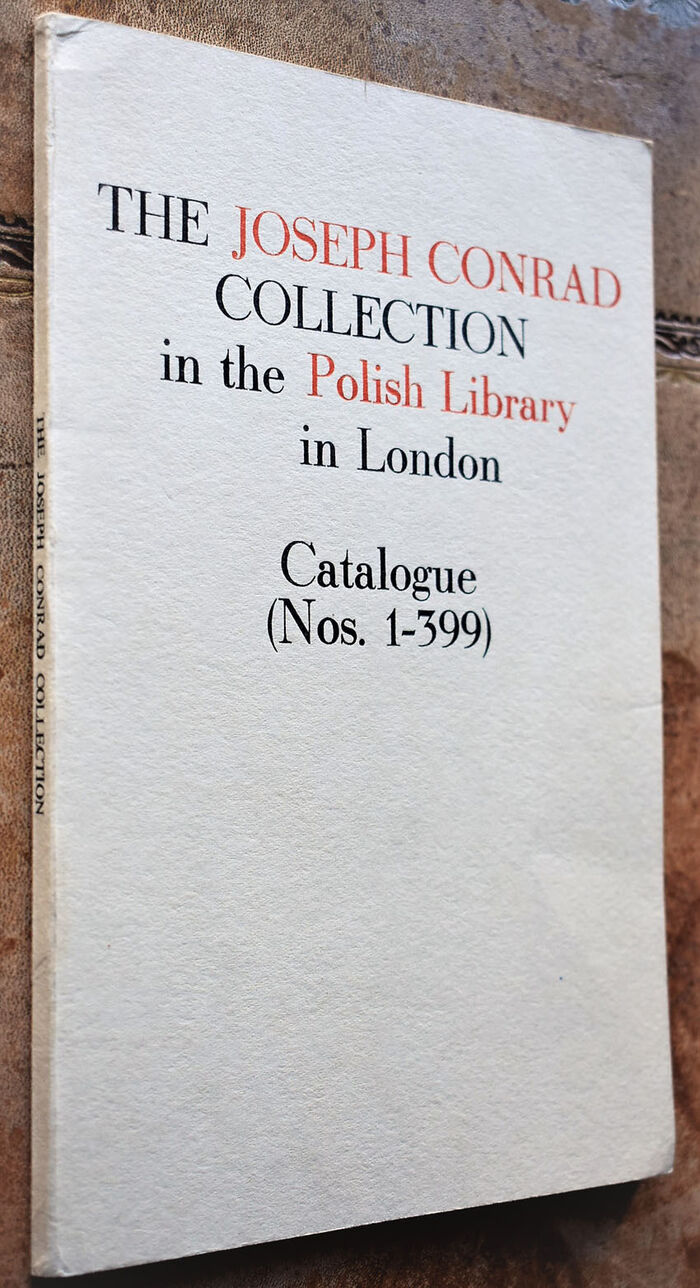 THE JOSEPH CONRAD
COLLECTION
in the Polish Library
in London
Catalogue
(Nos. 1-399)
THE JOSEPH CONRAD COLLECTION